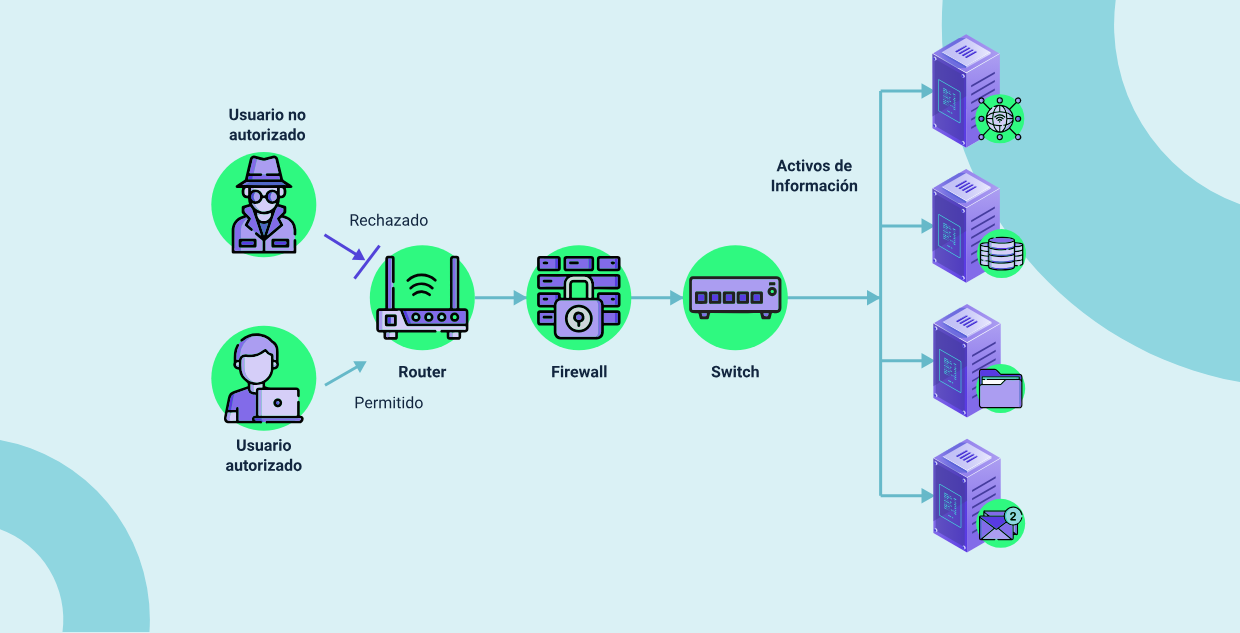 Usuario no
autorizado
Rechazado
Activos de
Información
Router
Firewall
Switch
Permitido
Usuario
autorizado
2